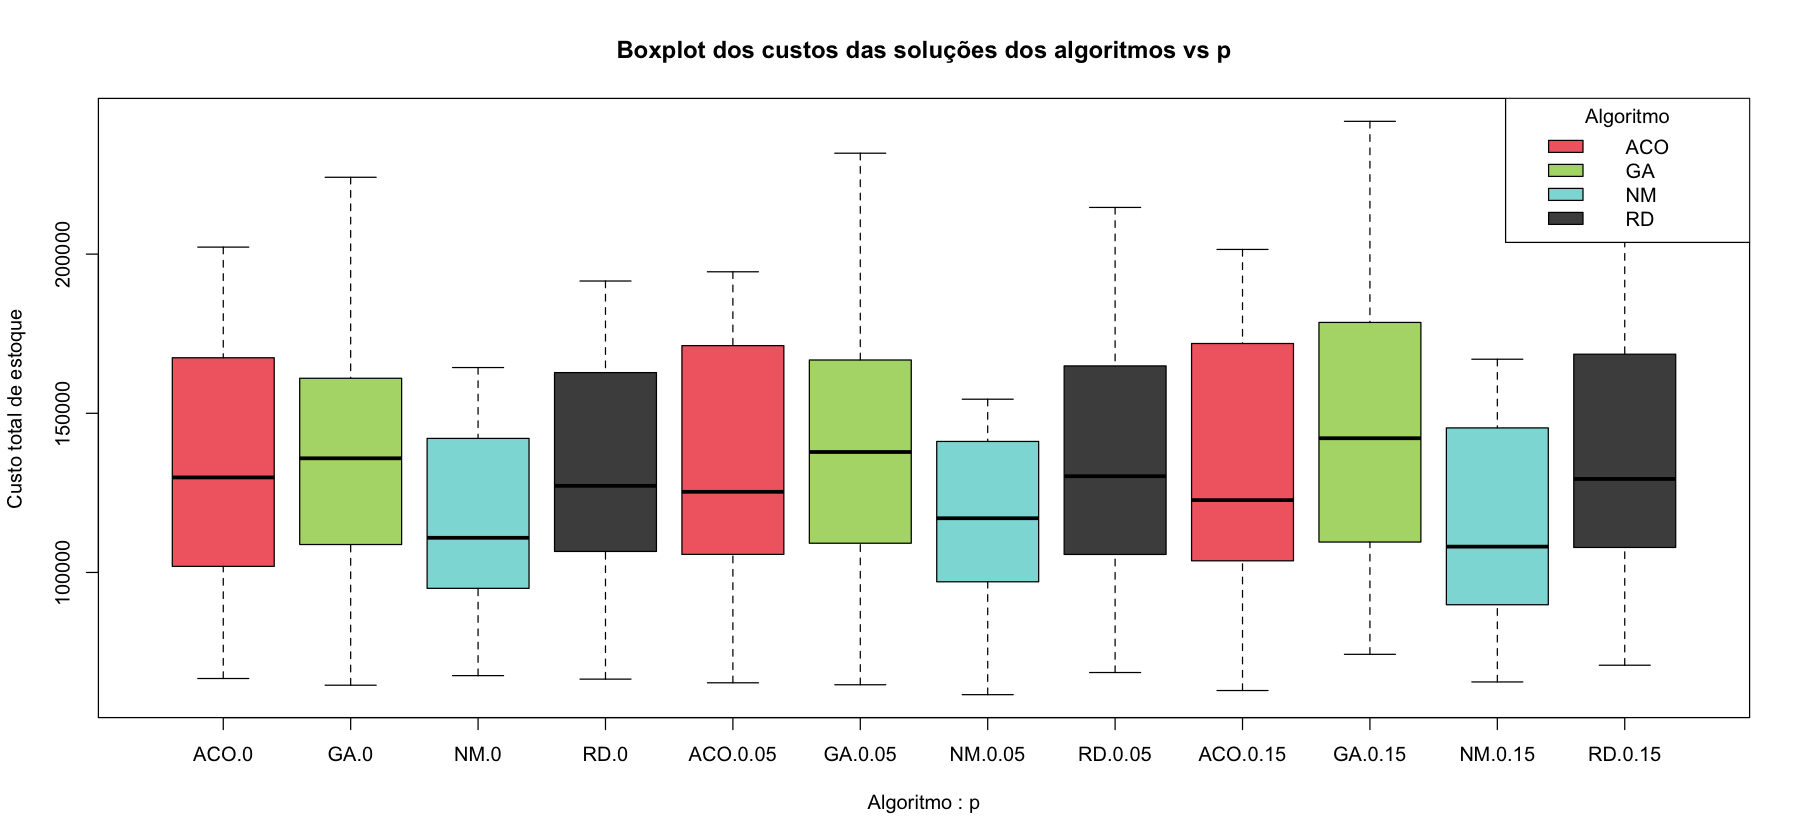 Boxplot dos custos das soluções dos algoritmos vs p
Algoritmo
ACO
GA
NM
RD
Custo total de estoque
200000
150000
100000
ACO.0 GA.0 NM.0 RD.0 ACO.0.05 GA.0.05 NM.0.05 RD.0.05 ACO.0.15 GA.0.15 NM.0.15 RD.0.15
Algoritmo : p